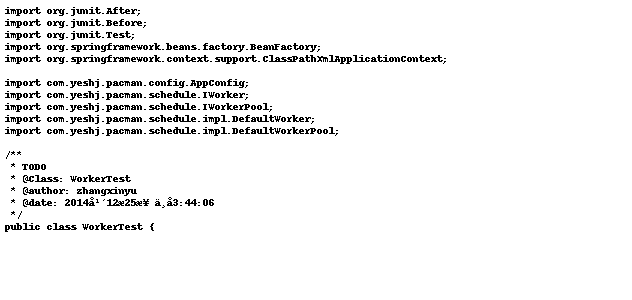 import org.junit.After;
import org.junit.Before;
import org.junit.Test;
import org.springframework.beans.factory.BeanFactory;
import org.springframework.context.support.ClassPathXmlApplicationContext;
import com.yeshj.pacman.config.AppConfig;
import com.yeshj.pacman.schedule.IWorker;
import com.yeshj.pacman.schedule.IWorkerPool;
import com.yeshj.pacman.schedule.impl.DefaultWorker;
import com.yeshj.pacman.schedule.impl.DefaultWorkerPool;
/**
* TODO
* @Class: WorkerTest
* @author: zhangxinyu
* @date: 2014å¹´12æ25æ¥ ä¸å3:44:06
*/
public class WorkerTest {